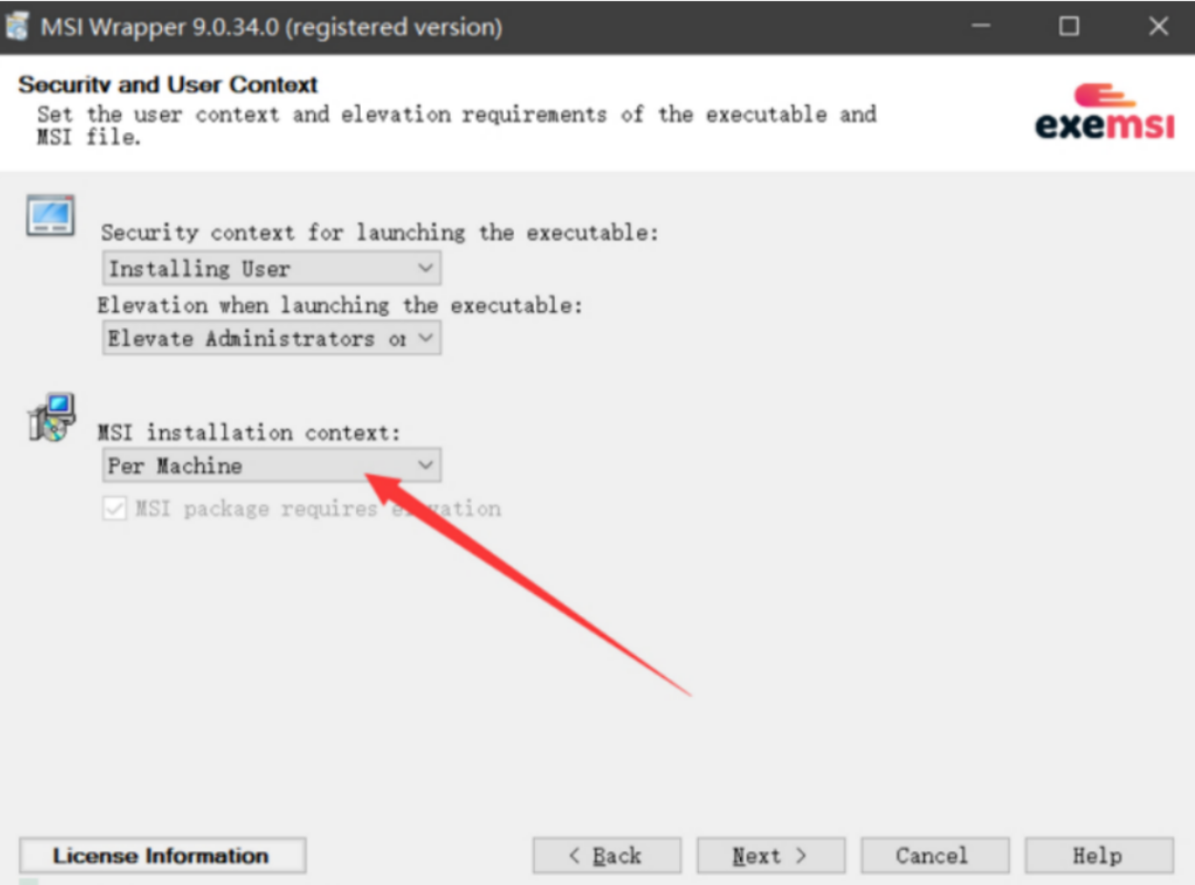 MSI Wrapper 9.0.34.0 (registered version)
Security and User Context
Set the user context and elevation requirements of the executable and
MSI file.
exemsi
Security context for launching the executable:
Installing User
Elevation when launching the executable:
Elevate Administrators or
MSI installation context:
Per Machine
MSI package requires elevation
License Information
< Back
Next >
Cancel
Help